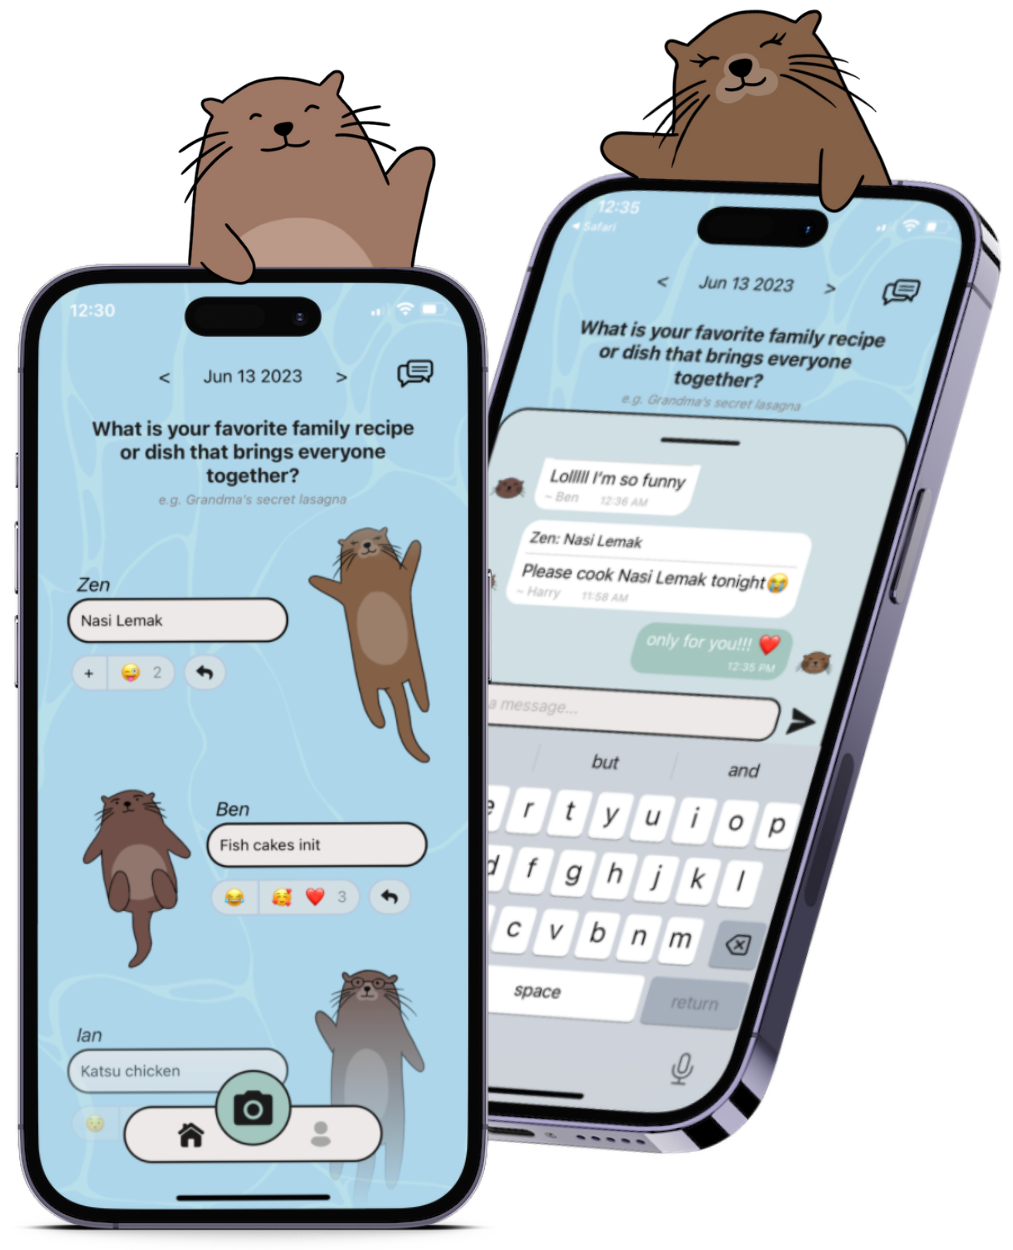 12:30
< Jun 13 2023 >
What is your favorite family recipe
or dish that brings everyone
together?
e.g. Grandma's secret lasagna
Zen
Nasi Lemak
+ 😜 2
Ben
Fish cakes init
😂 🥰 ❤️ 3
Ian
Katsu chicken
12:35
◀ Safari
< Jun 13 2023 >
What is your favorite family recipe
or dish that brings everyone
together?
e.g. Grandma's secret lasagna
Lolllll I'm so funny
~ Ben 12:36 AM
Zen: Nasi Lemak
Please cook Nasi Lemak tonight😭
~ Harry 11:58 AM
only for you!!! ❤️
12:35 PM
a message...
but and
e r t y u i o p
d f g h j k l
c v b n m
space return